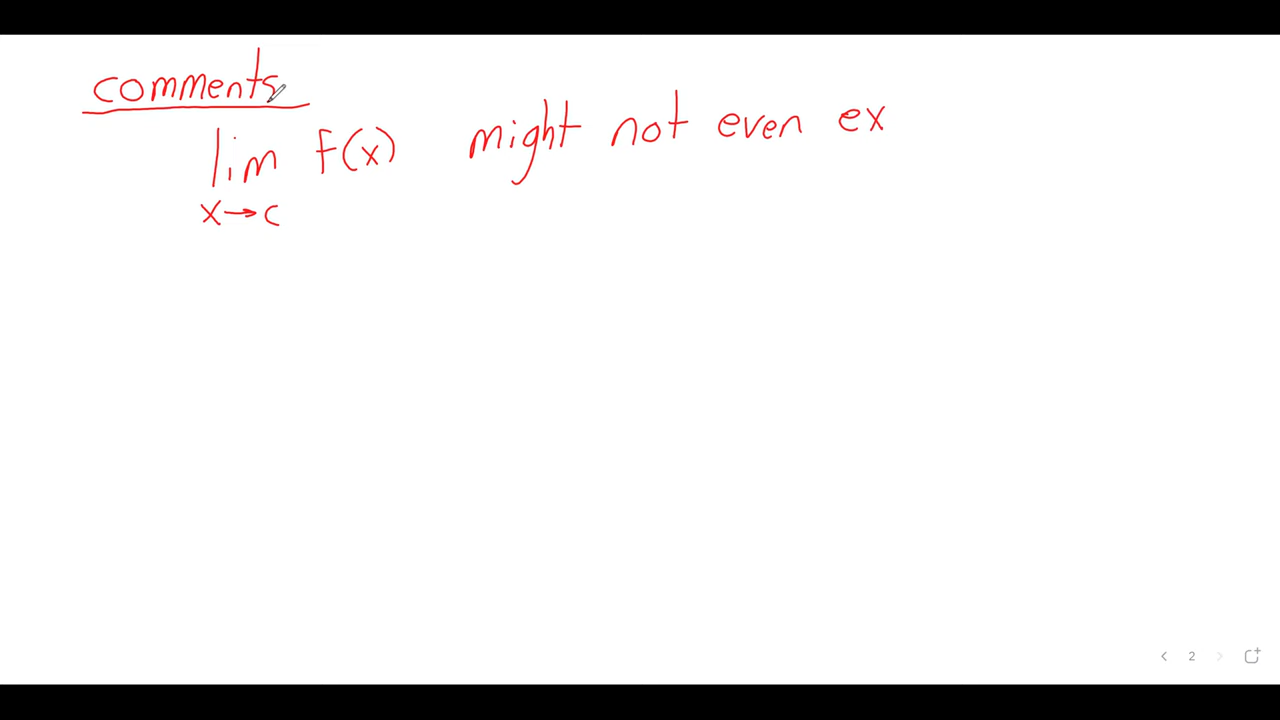 comments
lim f(x) might not even ex
x→c
2